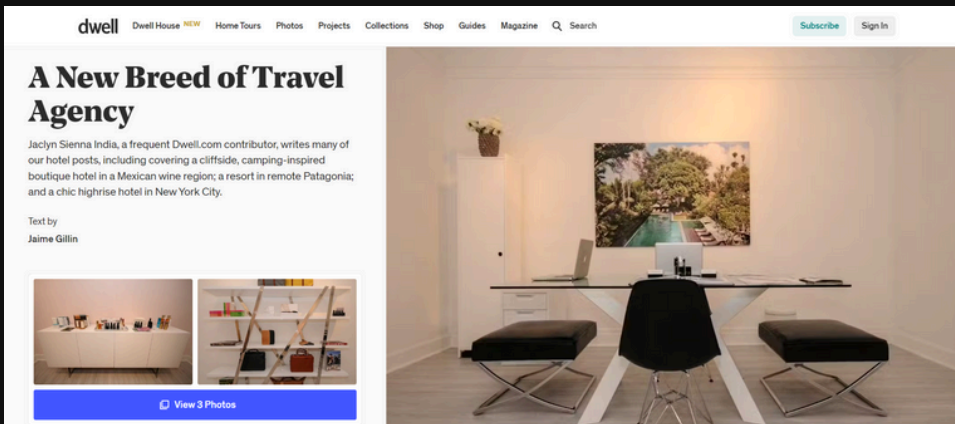 dwell
Dwell House NEW
Home Tours
Photos
Projects
Collections
Shop
Guides
Magazine
Search
Subscribe
Sign In
A New Breed of Travel
Agency
Jaclyn Sienna India, a frequent Dwell.com contributor, writes many of
our hotel posts, including covering a cliffside, camping-inspired
boutique hotel in a Mexican wine region; a resort in remote Patagonia;
and a chic highrise hotel in New York City.
Text by
Jaime Gillin
View 3 Photos